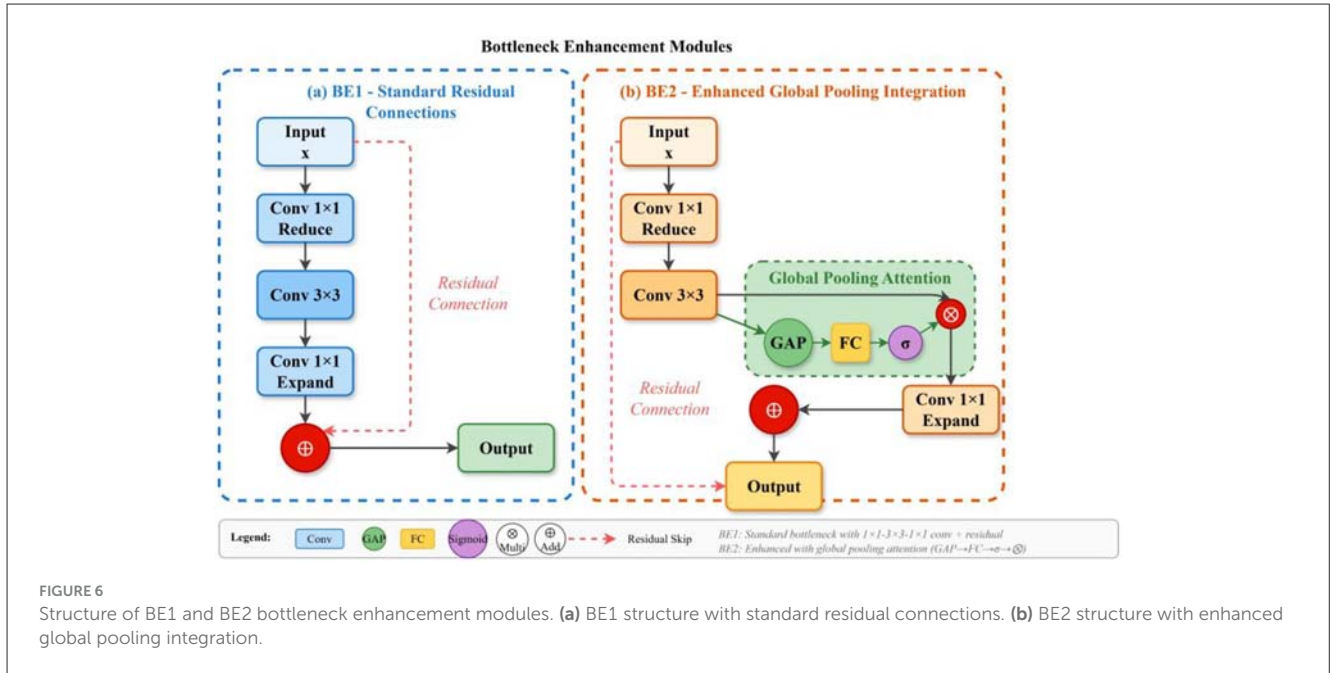 Bottleneck Enhancement Modules
(a) BE1 - Standard Residual
Connections
Input
x
Conv 1×1
Reduce
Conv 3×3
Conv 1×1
Expand
⊕
Output
Residual
Connection
(b) BE2 - Enhanced Global Pooling Integration
Input
x
Conv 1×1
Reduce
Conv 3×3
Global Pooling Attention
GAP
FC
σ
⊗
Conv 1×1
Expand
⊕
Residual
Connection
Output
Legend:
Conv
GAP
FC
Sigmoid
⊗
Multi
⊕
Add
Residual Skip
BE1: Standard bottleneck with 1×1-3×3-1×1 conv + residual
BE2: Enhanced with global pooling attention (GAP→FC→σ→⊗)
FIGURE 6
Structure of BE1 and BE2 bottleneck enhancement modules. (a) BE1 structure with standard residual connections. (b) BE2 structure with enhanced
global pooling integration.